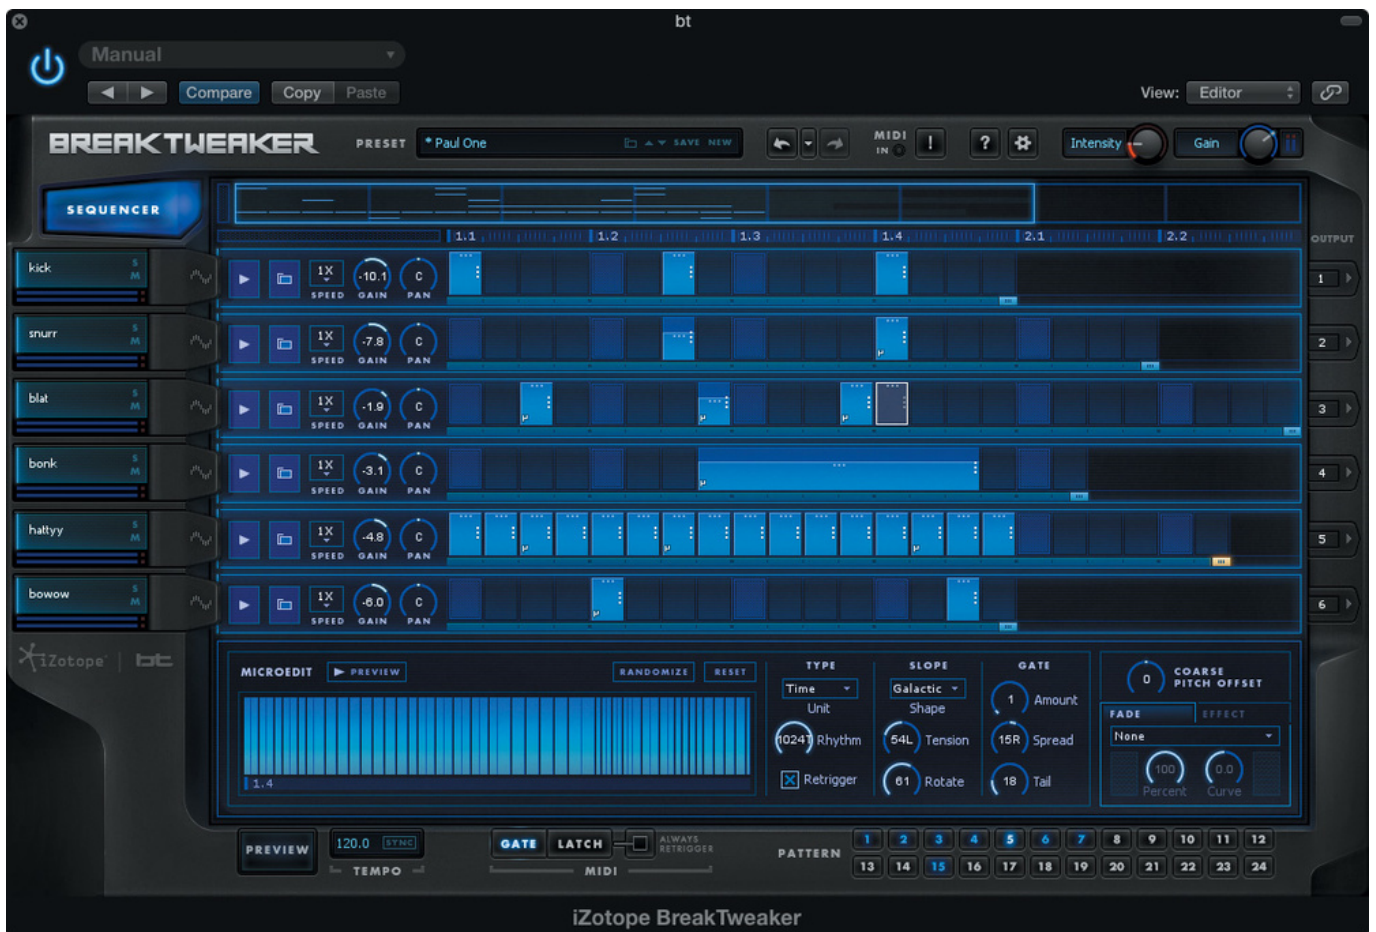 bt
Manual
Compare Copy Paste View: Editor
BREAKTWEAKER PRESET * Paul One SAVE NEW MIDI IN ! ? Intensity Gain
SEQUENCER
1.1 1.2 1.3 1.4 2.1 2.2 OUTPUT
kick S M 1X SPEED -10.1 GAIN C PAN 1
snurr S M 1X SPEED -7.8 GAIN C PAN µ 2
blat S M 1X SPEED -1.9 GAIN C PAN µ µ µ 3
bonk S M 1X SPEED -3.1 GAIN C PAN µ 4
hattyy S M 1X SPEED -4.8 GAIN C PAN µ µ µ 5
bowow S M 1X SPEED -6.0 GAIN C PAN µ 6
iZotope bt
MICROEDIT PREVIEW RANDOMIZE RESET
1.4
TYPE SLOPE GATE
Time Galactic 1 Amount
Unit Shape
1024T Rhythm 54L Tension 15R Spread
Retrigger 61 Rotate 18 Tail
0 COARSE PITCH OFFSET
FADE EFFECT
None
100 0.0
Percent Curve
PREVIEW 120.0 SYNC GATE LATCH ALWAYS RETRIGGER
TEMPO MIDI
PATTERN 1 2 3 4 5 6 7 8 9 10 11 12
13 14 15 16 17 18 19 20 21 22 23 24
iZotope BreakTweaker